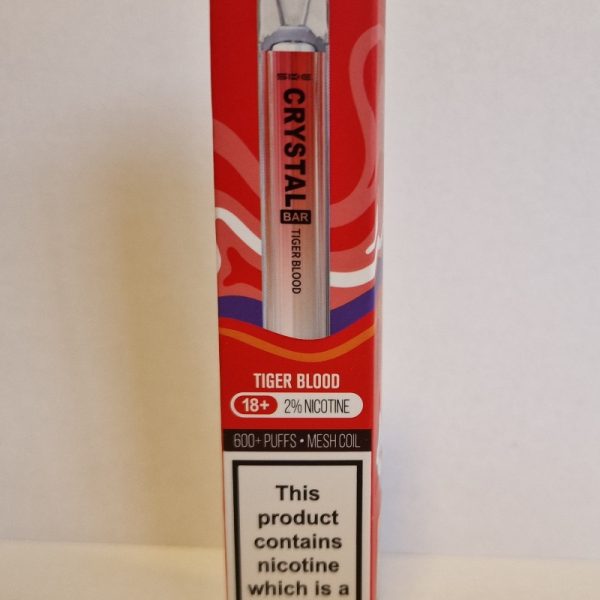 SKE
CRYSTAL
BAR
TIGER BLOOD
TIGER BLOOD
18+ 2% NICOTINE
600+ PUFFS • MESH COIL
This
product
contains
nicotine
which is a